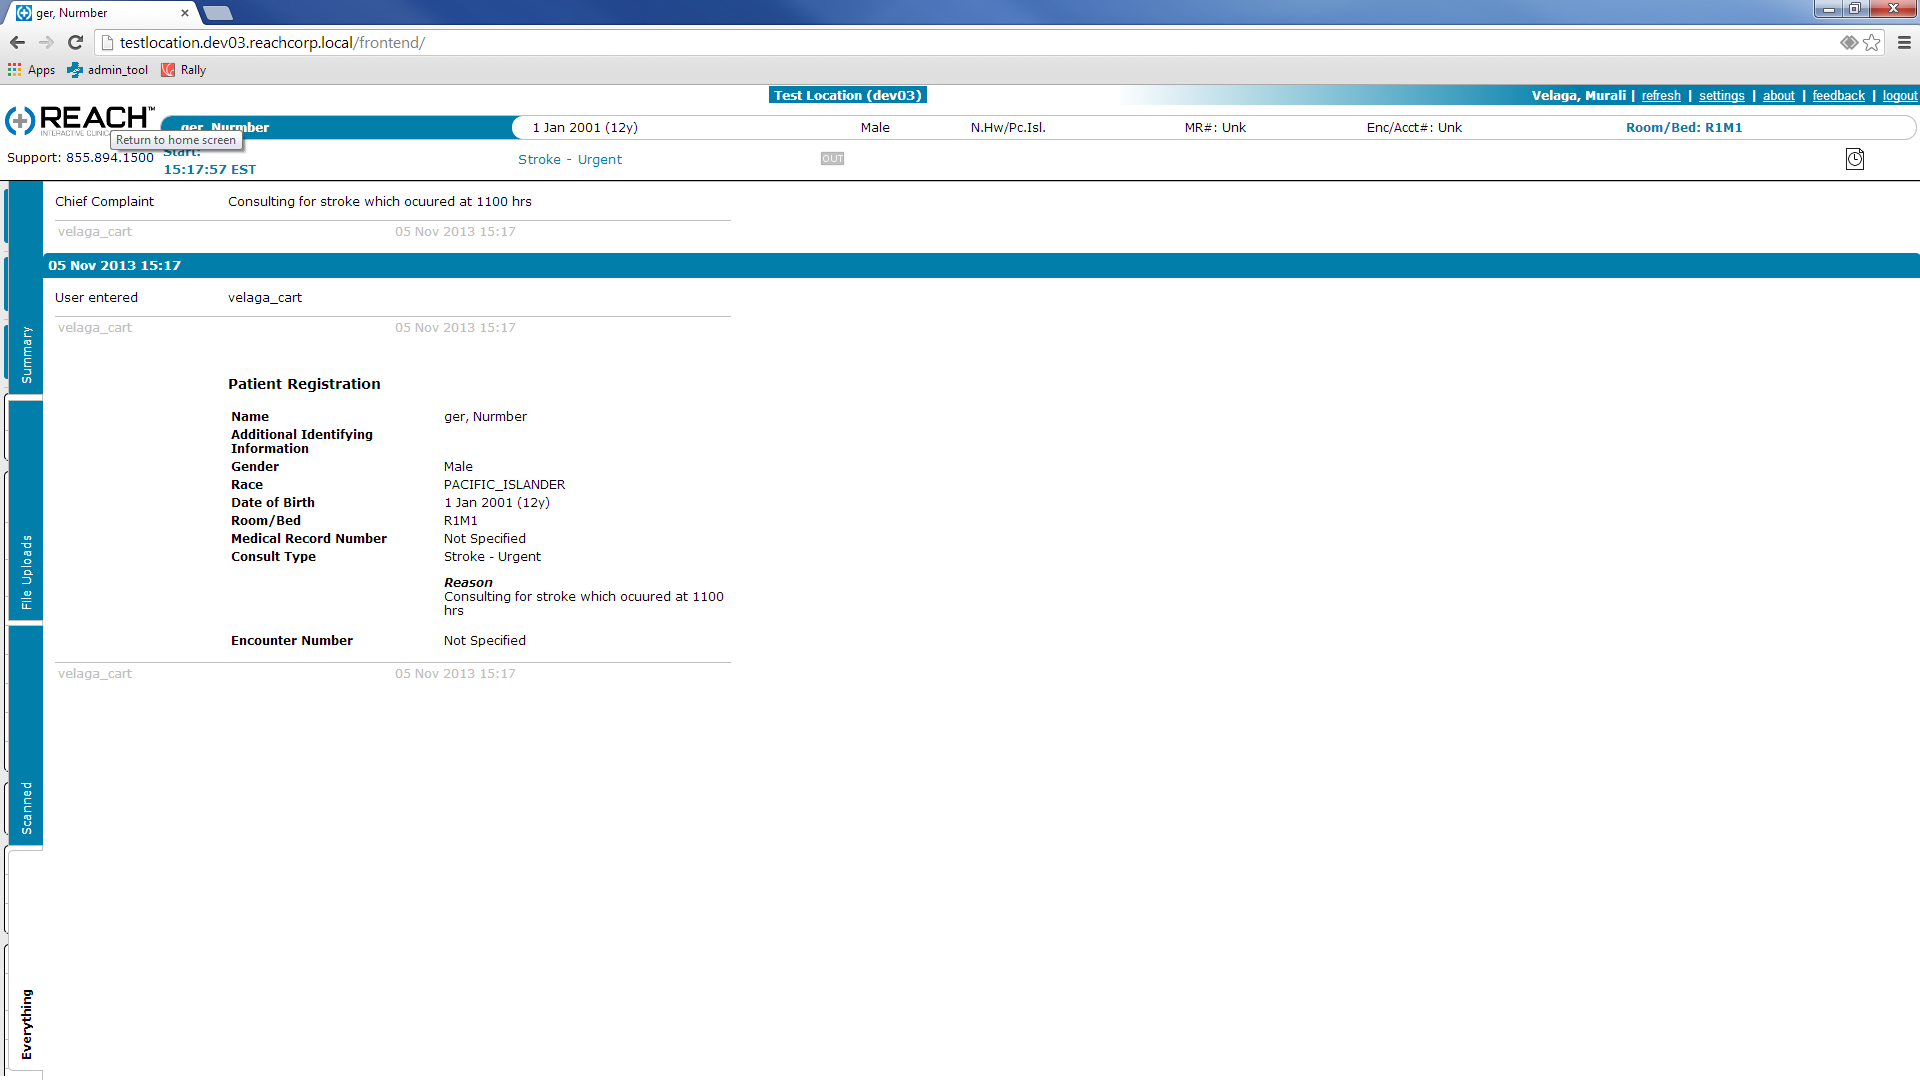 ger, Nurmber
testlocation.dev03.reachcorp.local/frontend/
Apps admin_tool Rally
Test Location (dev03) Velaga, Murali | refresh | settings | about | feedback | logout
REACH™
ger, Nurmber 1 Jan 2001 (12y) Male N.Hw/Pc.Isl. MR#: Unk Enc/Acct#: Unk Room/Bed: R1M1
Return to home screen
Support: 855.894.1500 Start:
15:17:57 EST
Stroke - Urgent OUT
Chief Complaint Consulting for stroke which ocuured at 1100 hrs
velaga_cart 05 Nov 2013 15:17
05 Nov 2013 15:17
User entered velaga_cart
velaga_cart 05 Nov 2013 15:17
Patient Registration
Name ger, Nurmber
Additional Identifying
Information
Gender Male
Race PACIFIC_ISLANDER
Date of Birth 1 Jan 2001 (12y)
Room/Bed R1M1
Medical Record Number Not Specified
Consult Type Stroke - Urgent
Reason
Consulting for stroke which ocuured at 1100
hrs
Encounter Number Not Specified
velaga_cart 05 Nov 2013 15:17
Summary
File Uploads
Scanned
Everything